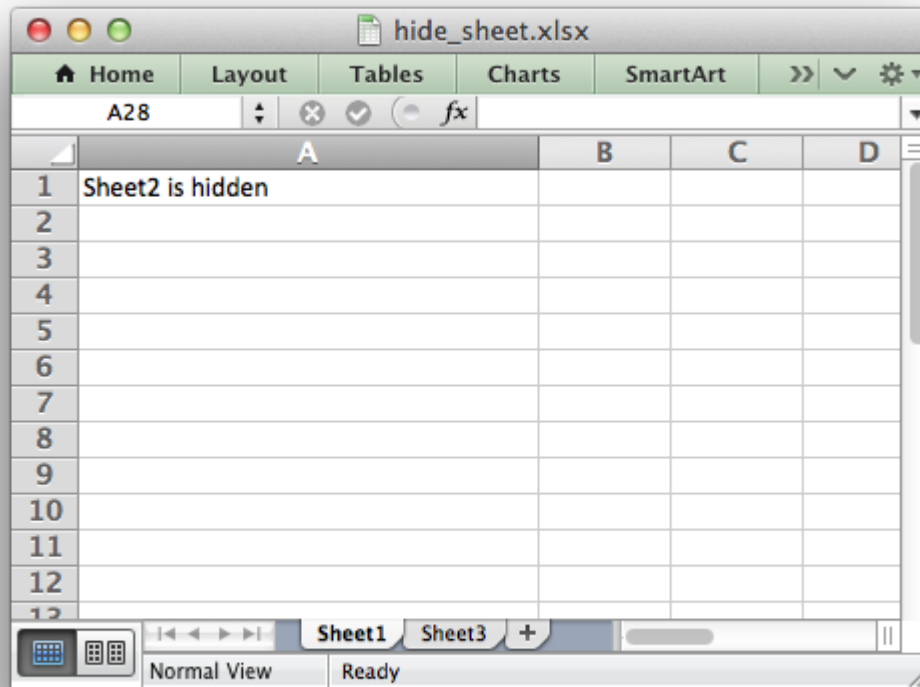 hide_sheet.xlsx
Home Layout Tables Charts SmartArt
A28 fx
A B C D
1 Sheet2 is hidden
2
3
4
5
6
7
8
9
10
11
12
13
Sheet1 Sheet3 +
Normal View Ready